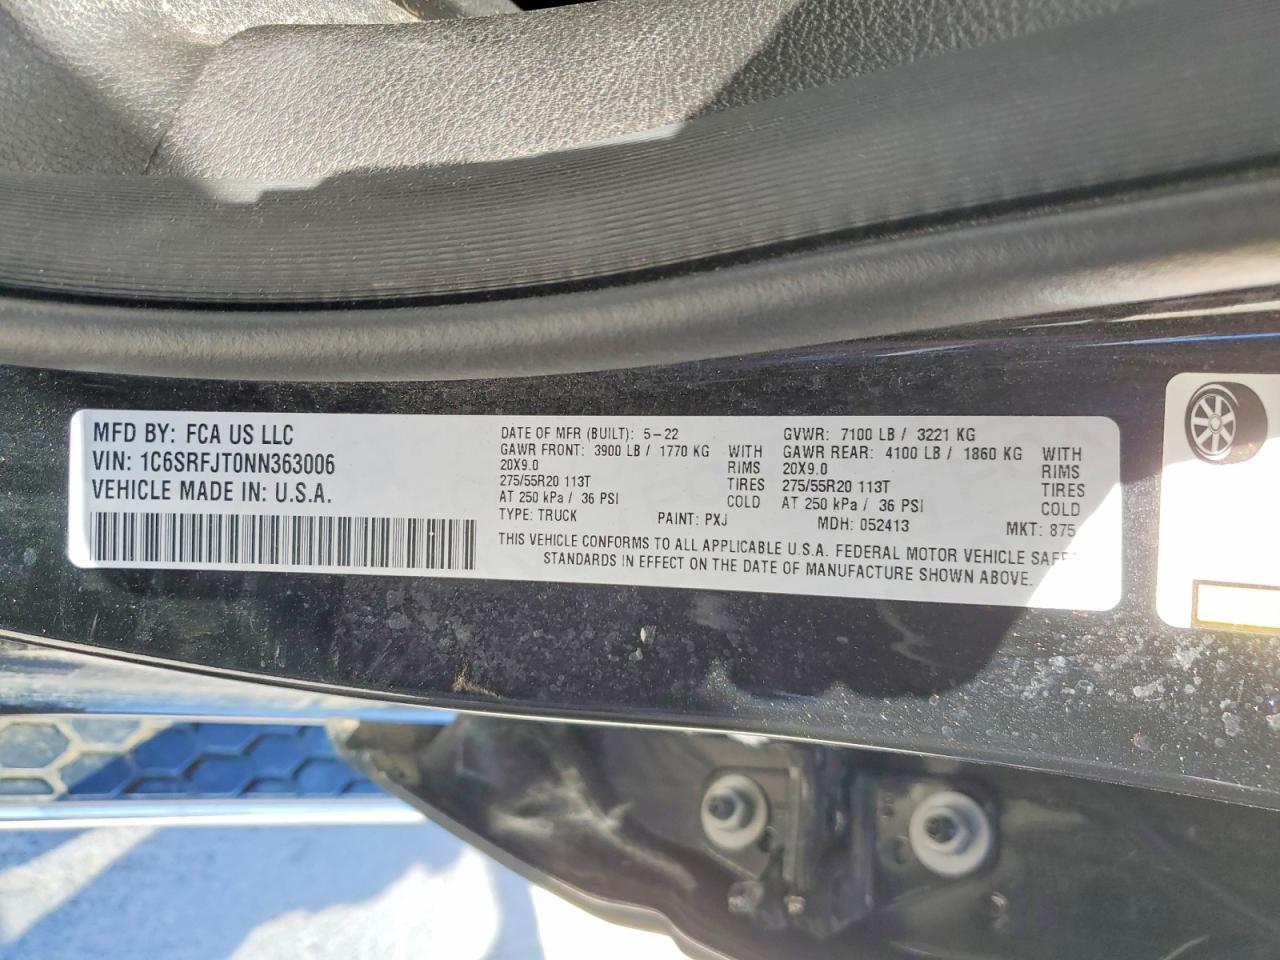 MFD BY: FCA US LLC
VIN: 1C6SRFJT0NN363006
VEHICLE MADE IN: U.S.A.
DATE OF MFR (BUILT): 5-22
GAWR FRONT: 3900 LB / 1770 KG WITH
20X9.0 RIMS
275/55R20 113T TIRES
AT 250 kPa / 36 PSI COLD
TYPE: TRUCK PAINT: PXJ
GVWR: 7100 LB / 3221 KG
GAWR REAR: 4100 LB / 1860 KG WITH
20X9.0 RIMS
275/55R20 113T TIRES
AT 250 kPa / 36 PSI COLD
MDH: 052413 MKT: 875
THIS VEHICLE CONFORMS TO ALL APPLICABLE U.S.A. FEDERAL MOTOR VEHICLE
STANDARDS IN EFFECT ON THE DATE OF MANUFACTURE SHOWN ABOVE.